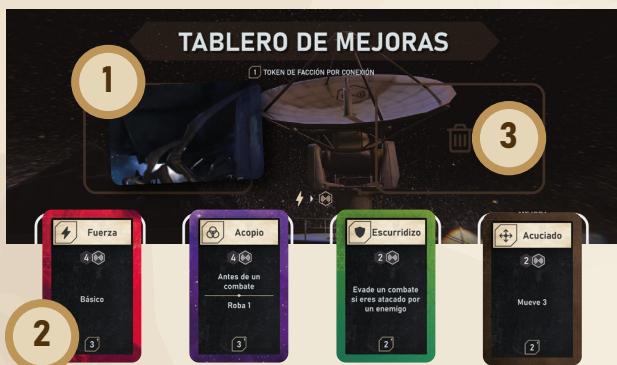 TABLERO DE MEJORAS
1 TOKEN DE FACCIÓN POR CONEXIÓN
1
3
Fuerza
4
Básico
3
Acopio
4
Antes de un
combate
Roba 1
3
Escurridizo
2
Evade un combate
si eres atacado por
un enemigo
2
Acuciado
2
Mueve 3
2
2